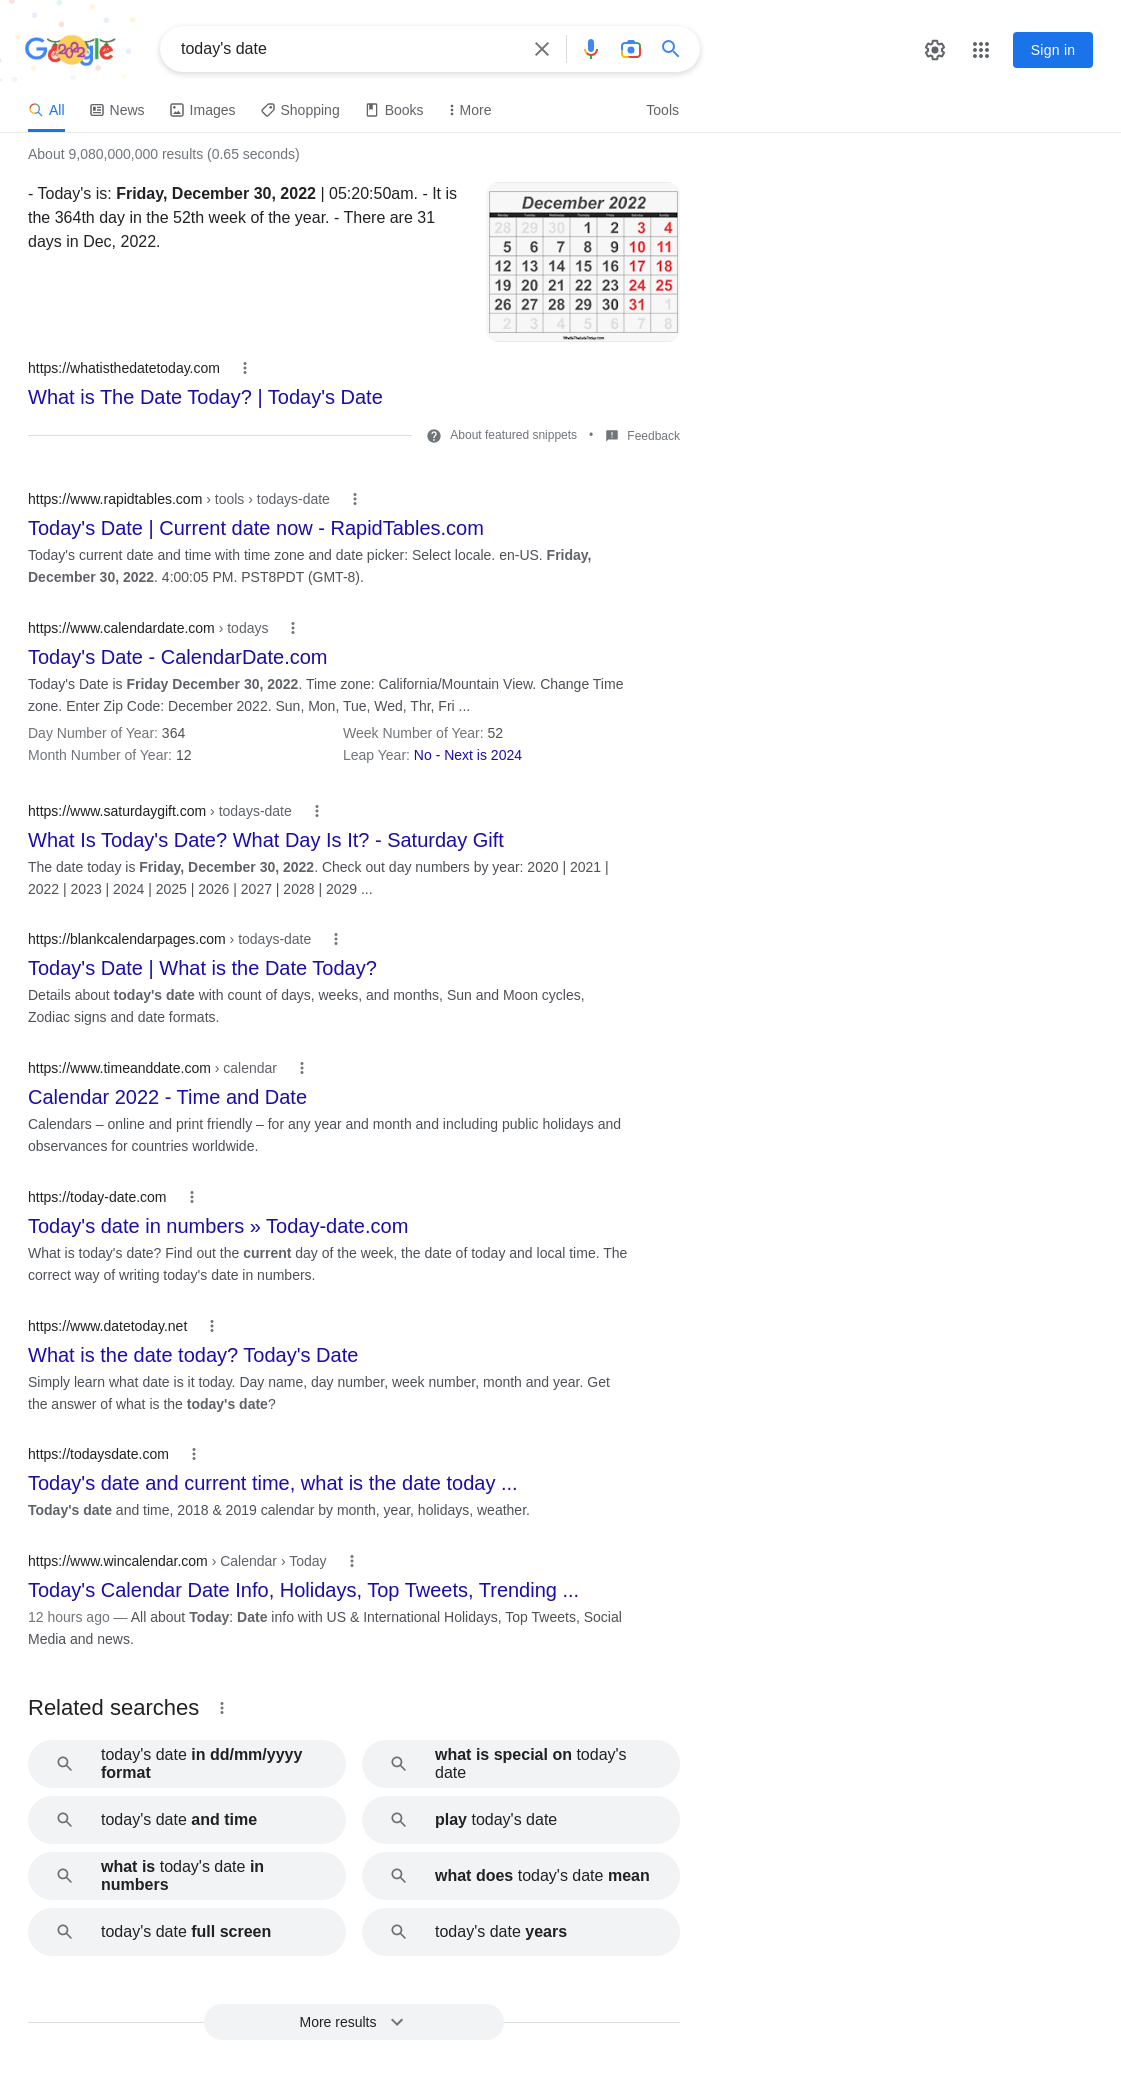 Google
2022
today's date
Sign in
All
News
Images
Shopping
Books
More
Tools
About 9,080,000,000 results (0.65 seconds)
- Today's is: Friday, December 30, 2022 | 05:20:50am. - It is
the 364th day in the 52th week of the year. - There are 31
days in Dec, 2022.
December 2022
Monday Tuesday Wednesday Thursday Friday Saturday Sunday
28 29 30 1 2 3 4
5 6 7 8 9 10 11
12 13 14 15 16 17 18
19 20 21 22 23 24 25
26 27 28 29 30 31 1
2 3 4 5 6 7 8
WhatIsTheDateToday.Com
https://whatisthedatetoday.com
What is The Date Today? | Today's Date
About featured snippets • Feedback
https://www.rapidtables.com › tools › todays-date
Today's Date | Current date now - RapidTables.com
Today's current date and time with time zone and date picker: Select locale. en-US. Friday,
December 30, 2022. 4:00:05 PM. PST8PDT (GMT-8).
https://www.calendardate.com › todays
Today's Date - CalendarDate.com
Today's Date is Friday December 30, 2022. Time zone: California/Mountain View. Change Time
zone. Enter Zip Code: December 2022. Sun, Mon, Tue, Wed, Thr, Fri ...
Day Number of Year: 364
Week Number of Year: 52
Month Number of Year: 12
Leap Year: No - Next is 2024
https://www.saturdaygift.com › todays-date
What Is Today's Date? What Day Is It? - Saturday Gift
The date today is Friday, December 30, 2022. Check out day numbers by year: 2020 | 2021 |
2022 | 2023 | 2024 | 2025 | 2026 | 2027 | 2028 | 2029 ...
https://blankcalendarpages.com › todays-date
Today's Date | What is the Date Today?
Details about today's date with count of days, weeks, and months, Sun and Moon cycles,
Zodiac signs and date formats.
https://www.timeanddate.com › calendar
Calendar 2022 - Time and Date
Calendars – online and print friendly – for any year and month and including public holidays and
observances for countries worldwide.
https://today-date.com
Today's date in numbers » Today-date.com
What is today's date? Find out the current day of the week, the date of today and local time. The
correct way of writing today's date in numbers.
https://www.datetoday.net
What is the date today? Today's Date
Simply learn what date is it today. Day name, day number, week number, month and year. Get
the answer of what is the today's date?
https://todaysdate.com
Today's date and current time, what is the date today ...
Today's date and time, 2018 & 2019 calendar by month, year, holidays, weather.
https://www.wincalendar.com › Calendar › Today
Today's Calendar Date Info, Holidays, Top Tweets, Trending ...
12 hours ago — All about Today: Date info with US & International Holidays, Top Tweets, Social
Media and news.
Related searches
today's date in dd/mm/yyyy
format
what is special on today's
date
today's date and time
play today's date
what is today's date in
numbers
what does today's date mean
today's date full screen
today's date years
More results